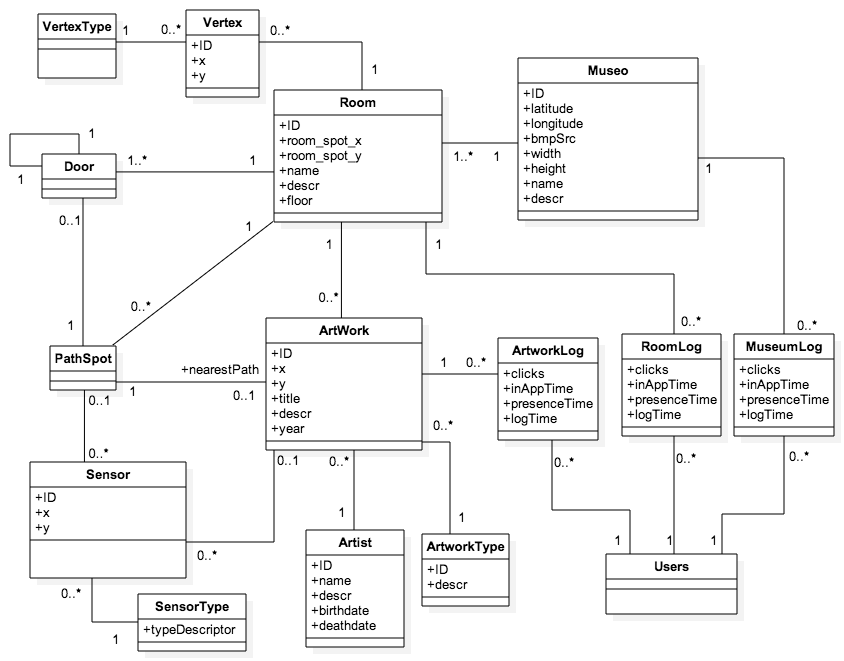 VertexType
1
0..*
Vertex
+ID
+x
+y
0..*
1
Room
+ID
+room_spot_x
+room_spot_y
+name
+descr
+floor
1..*
1
Museo
+ID
+latitude
+longitude
+bmpSrc
+width
+height
+name
+descr
1
1
1
Door
1..*
1
0..1
1
0..*
1
1
1
0..*
0..*
0..*
PathSpot
1
+nearestPath
0..1
0..1
ArtWork
+ID
+x
+y
+title
+descr
+year
1
0..*
ArtworkLog
+clicks
+inAppTime
+presenceTime
+logTime
RoomLog
+clicks
+inAppTime
+presenceTime
+logTime
MuseumLog
+clicks
+inAppTime
+presenceTime
+logTime
0..*
0..*
0..1
0..*
0..*
0..*
0..*
Sensor
+ID
+x
+y
0..*
1
1
1
1
1
0..*
1
SensorType
+typeDescriptor
Artist
+ID
+name
+descr
+birthdate
+deathdate
ArtworkType
+ID
+descr
Users